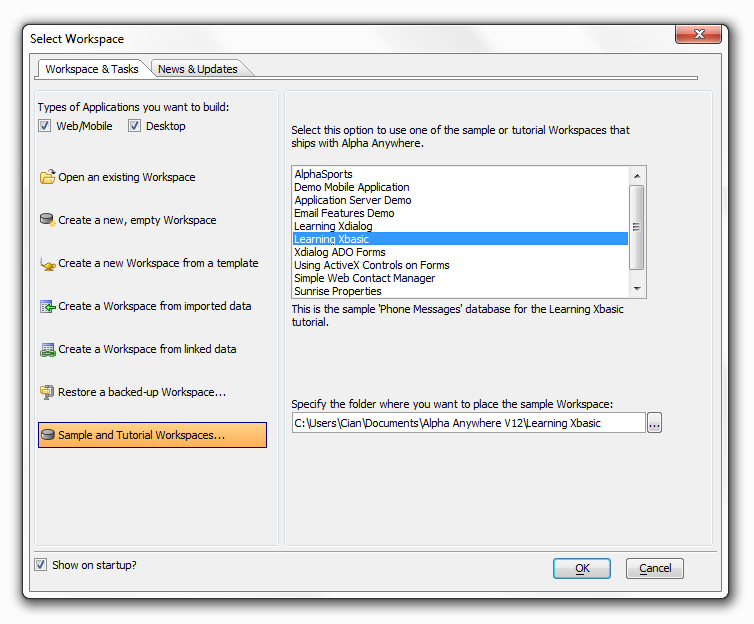 Select Workspace
Workspace & Tasks
News & Updates
Types of Applications you want to build:
Web/Mobile
Desktop
Open an existing Workspace
Create a new, empty Workspace
Create a new Workspace from a template
Create a Workspace from imported data
Create a Workspace from linked data
Restore a backed-up Workspace...
Sample and Tutorial Workspaces...
Select this option to use one of the sample or tutorial Workspaces that
ships with Alpha Anywhere.
AlphaSports
Demo Mobile Application
Application Server Demo
Email Features Demo
Learning Xdialog
Learning Xbasic
Xdialog ADO Forms
Using ActiveX Controls on Forms
Simple Web Contact Manager
Sunrise Properties
This is the sample 'Phone Messages' database for the Learning Xbasic
tutorial.
Specify the folder where you want to place the sample Workspace:
C:\Users\Cian\Documents\Alpha Anywhere V12\Learning Xbasic
...
Show on startup?
OK
Cancel